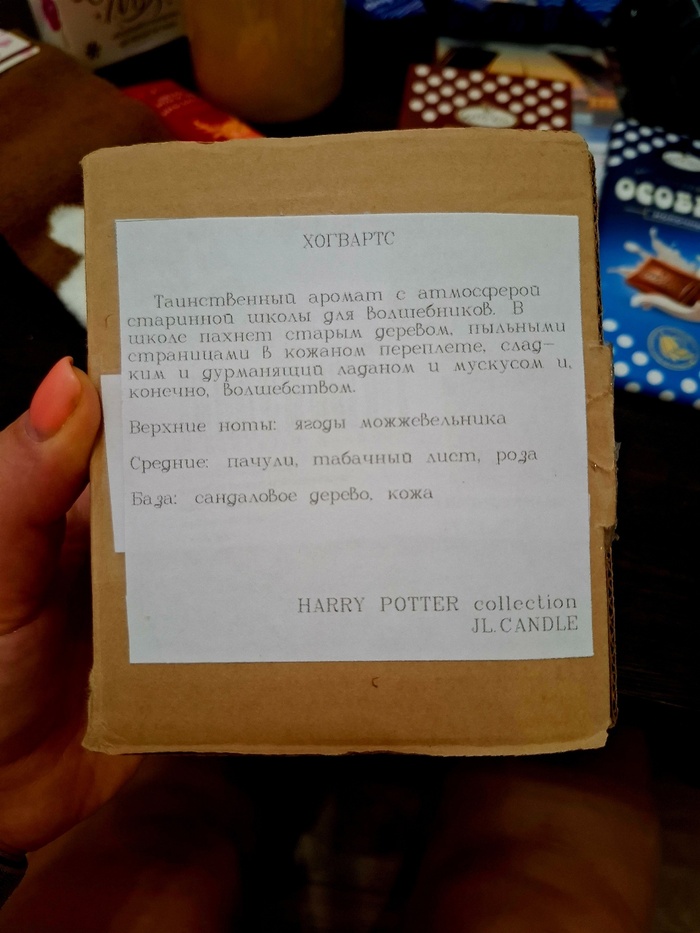 ХОГВАРТС
Таинственный аромат с атмосферой
старинной школы для волшебников. В
школе пахнет старым деревом, пыльными
страницами в кожаном переплете, слад-
ким и дурманящий ладаном и мускусом и,
конечно, волшебством.
Верхние ноты: ягоды можжевельника
Средние: пачули, табачный лист, роза
База: сандаловое дерево, кожа
HARRY POTTER collection
JL.CANDLE